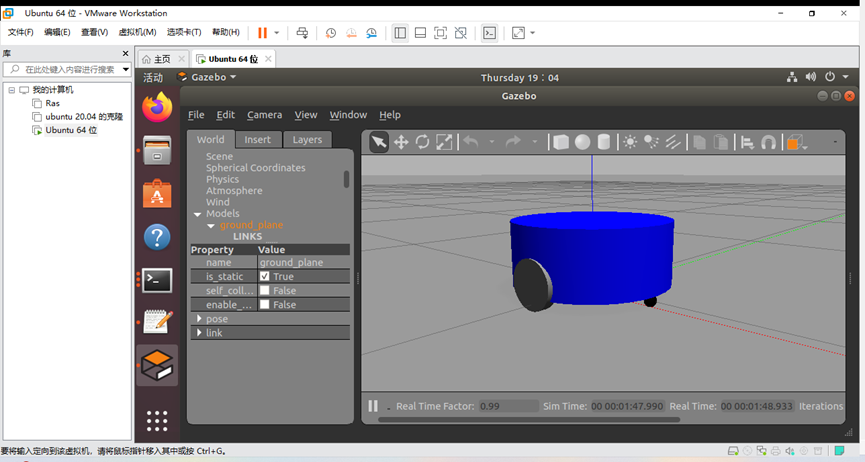 Ubuntu 64 位 - VMware Workstation
文件(F) 编辑(E) 查看(V) 虚拟机(M) 选项卡(T) 帮助(H)
库
在此处键入内容进行搜索
我的计算机
Ras
ubuntu 20.04 的克隆
Ubuntu 64 位
主页 Ubuntu 64 位
活动 Gazebo Thursday 19：04
Gazebo
File Edit Camera View Window Help
World Insert Layers
Scene
Spherical Coordinates
Physics
Atmosphere
Wind
Models
ground_plane
LINKS
Property Value
name ground_plane
is_static True
self_coll... False
enable_... False
pose
link
Real Time Factor: 0.99 Sim Time: 00 00:01:47.990 Real Time: 00 00:01:48.933 Iterations
要将输入定向到该虚拟机，请将鼠标指针移入其中或按 Ctrl+G。